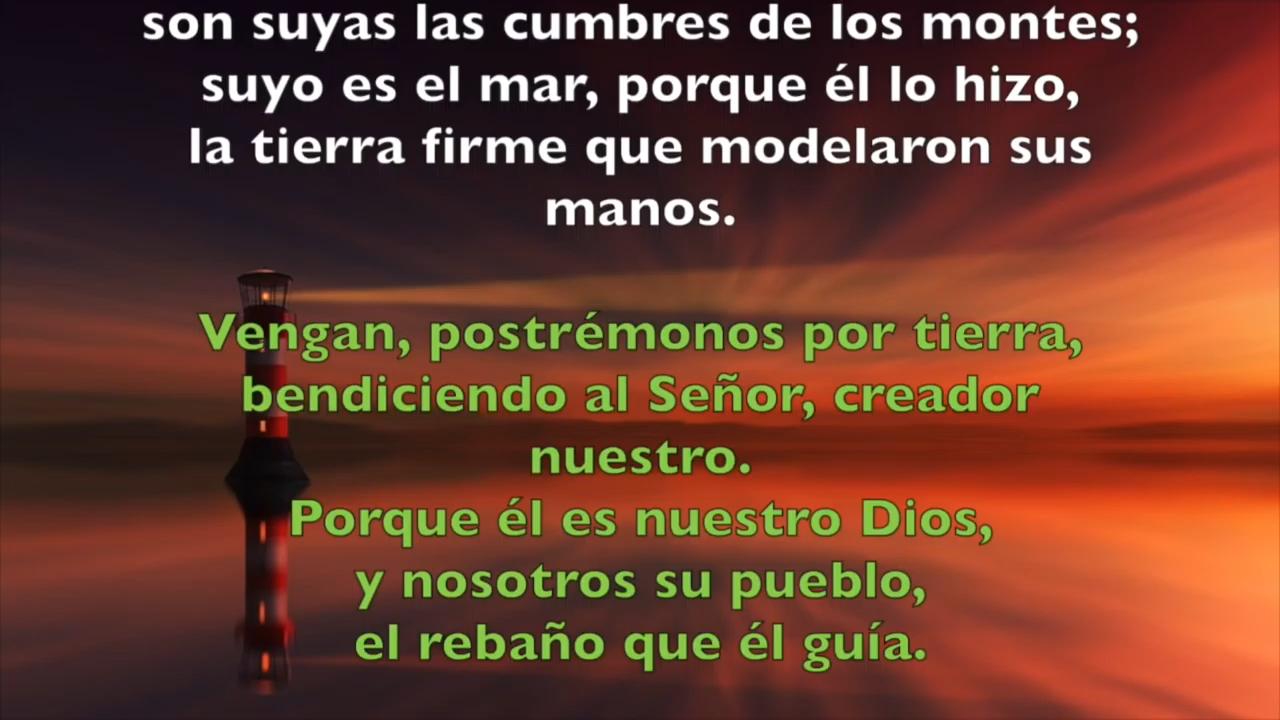 son suyas las cumbres de los montes;
suyo es el mar, porque él lo hizo,
la tierra firme que modelaron sus
manos.
Vengan, postrémonos por tierra,
bendiciendo al Señor, creador
nuestro.
Porque él es nuestro Dios,
y nosotros su pueblo,
el rebaño que él guía.